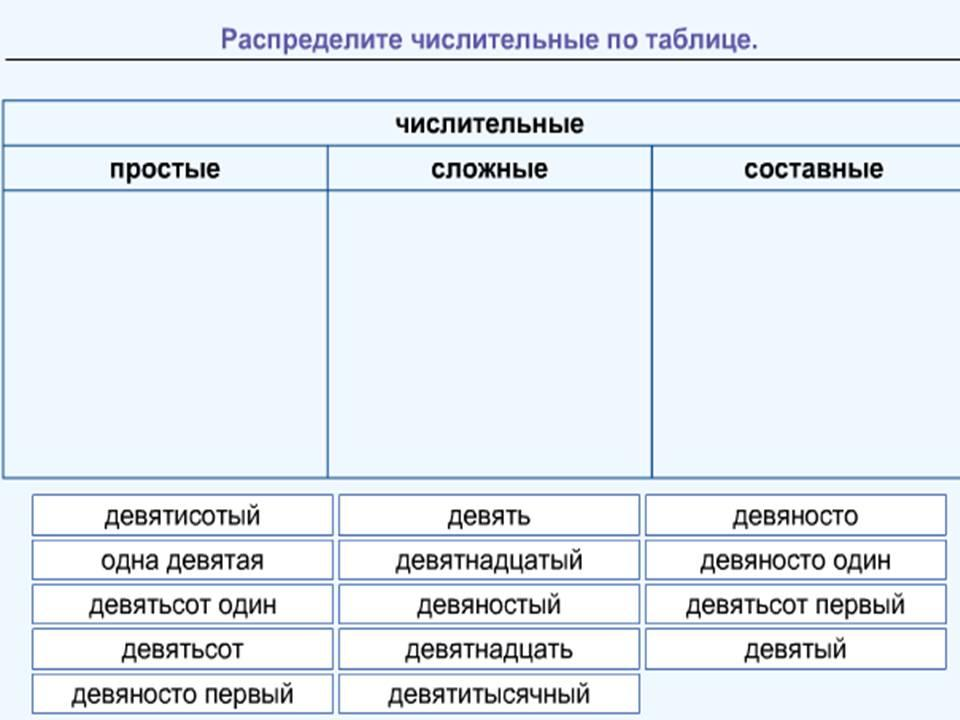 Распределите числительные по таблице.
числительные
простые сложные составные
девятисотый девять девяносто
одна девятая девятнадцатый девяносто один
девятьсот один девяностый девятьсот первый
девятьсот девятнадцать девятый
девяносто первый девятитысячный